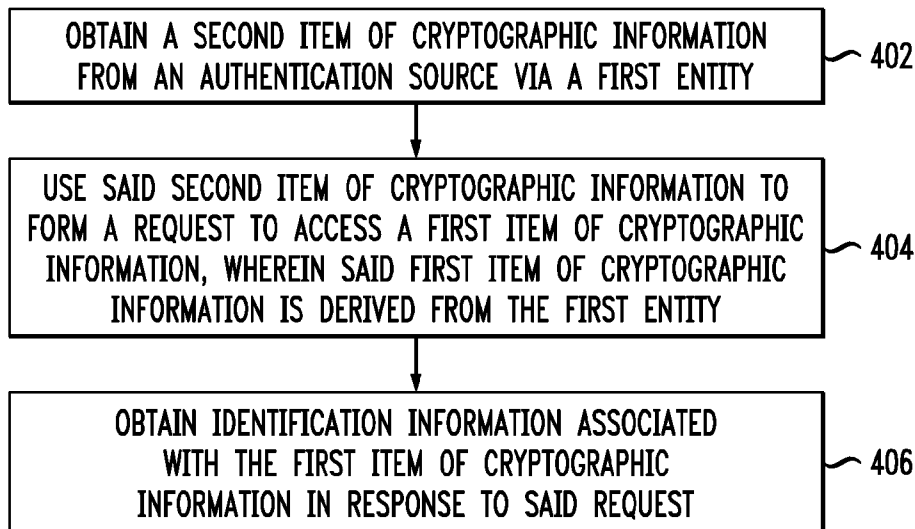 OBTAIN A SECOND ITEM OF CRYPTOGRAPHIC INFORMATION
FROM AN AUTHENTICATION SOURCE VIA A FIRST ENTITY
402
USE SAID SECOND ITEM OF CRYPTOGRAPHIC INFORMATION TO
FORM A REQUEST TO ACCESS A FIRST ITEM OF CRYPTOGRAPHIC
INFORMATION, WHEREIN SAID FIRST ITEM OF CRYPTOGRAPHIC
INFORMATION IS DERIVED FROM THE FIRST ENTITY
404
OBTAIN IDENTIFICATION INFORMATION ASSOCIATED
WITH THE FIRST ITEM OF CRYPTOGRAPHIC
INFORMATION IN RESPONSE TO SAID REQUEST
406